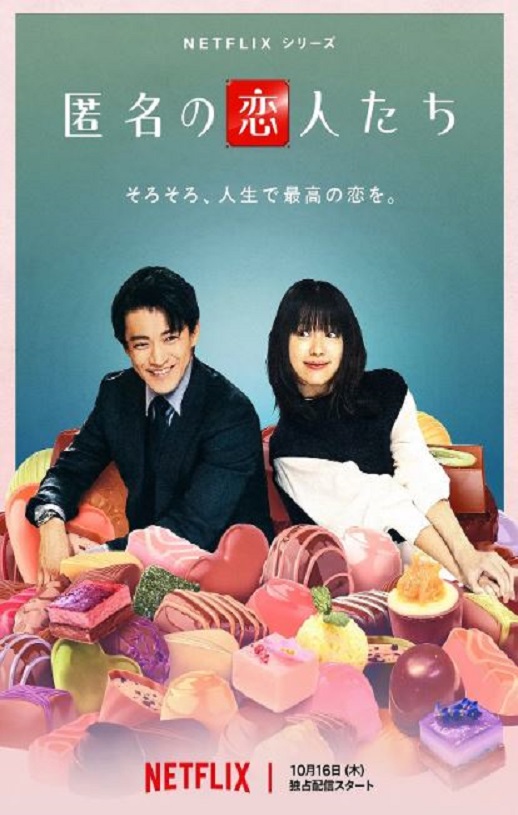 NETFLIX シリーズ
匿名の恋人たち
そろそろ、人生で最高の恋を。
NETFLIX | 10月16日 (木)
独占配信スタート